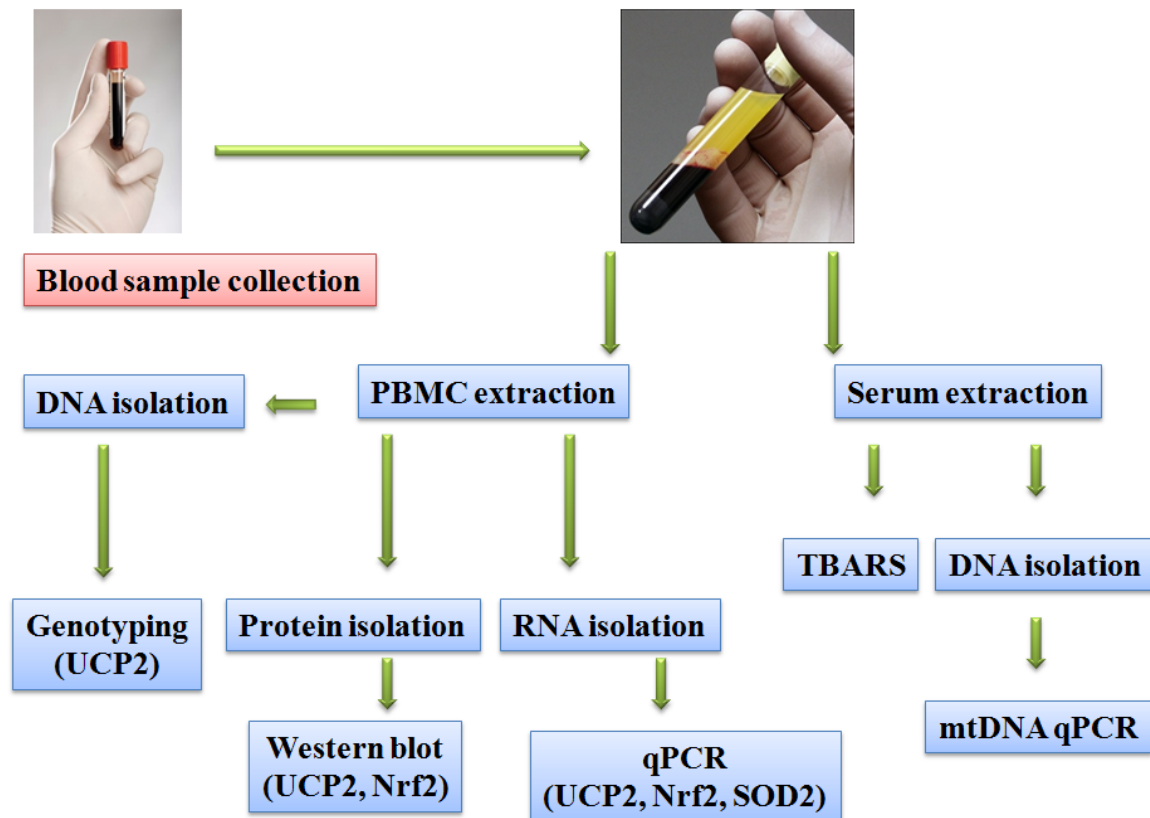 Blood sample collection
DNA isolation
PBMC extraction
Serum extraction
TBARS
DNA isolation
Genotyping
(UCP2)
Protein isolation
RNA isolation
mtDNA qPCR
Western blot
(UCP2, Nrf2)
qPCR
(UCP2, Nrf2, SOD2)